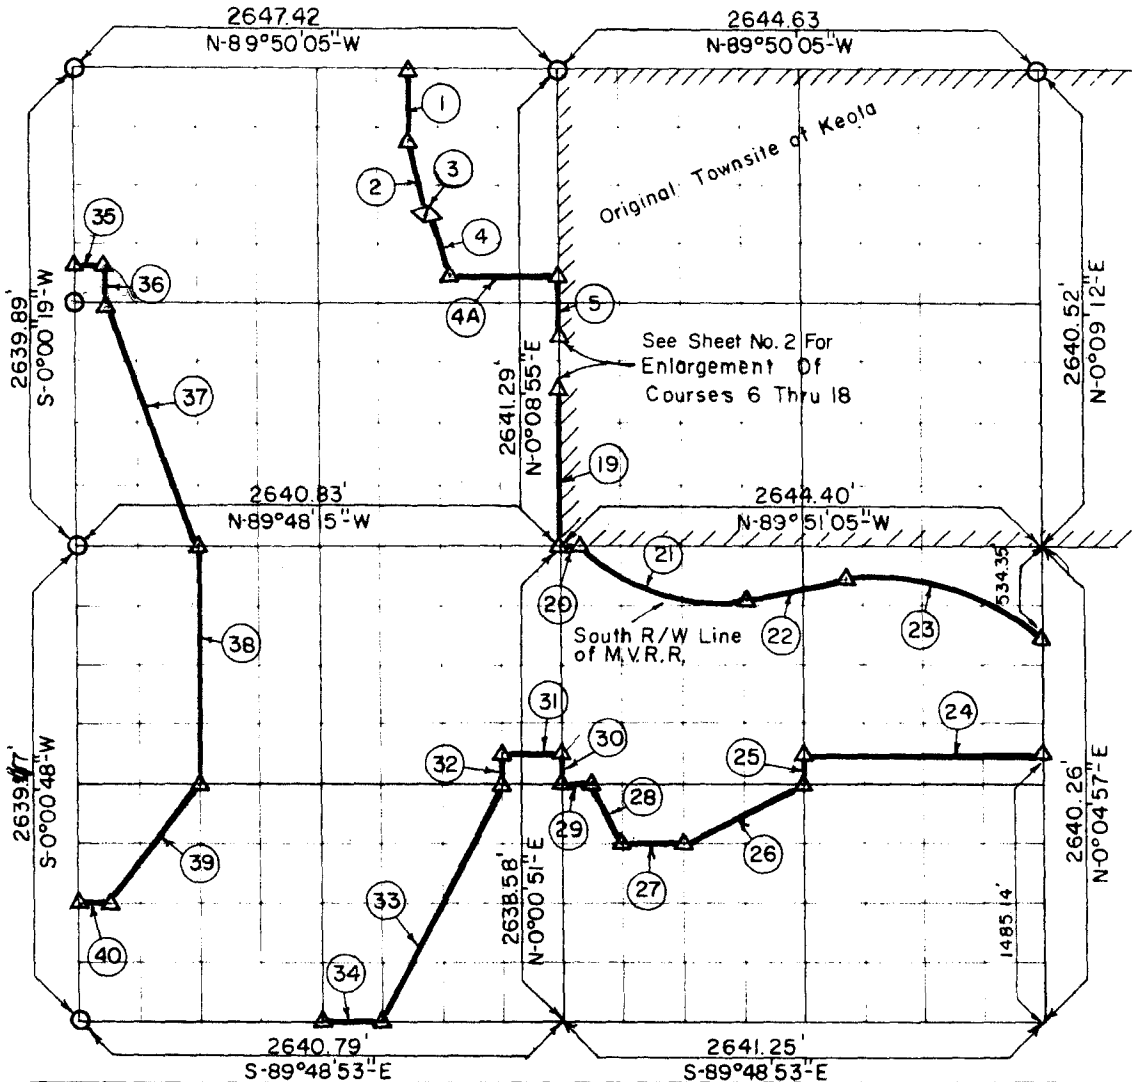 2647.42
N-89°50'05"-W
2644.63
N-89°50'05"-W
1
2
3
4
4A
5
Original Townsite of Keota
35
36
37
2639.89'
S-0°00'19"-W
2641.29'
N-0°08'55"-E
See Sheet No. 2 For
Enlargement Of
Courses 6 Thru 18
2640.52'
N-0°09'12"-E
19
2640.83'
N-89°48'15"-W
2644.40'
N-89°51'05"-W
20
21
22
23
534.35'
South R/W Line
of M.V.R.R.
38
31
24
32
30
25
S-0°00'48"-W
29
28
26
27
2640.26'
N-0°04'57"E
39
33
2638.58'
N-0°00'51"-E
1485.14'
40
34
2640.79'
S-89°48'53"E
2641.25'
S-89°48'53"E